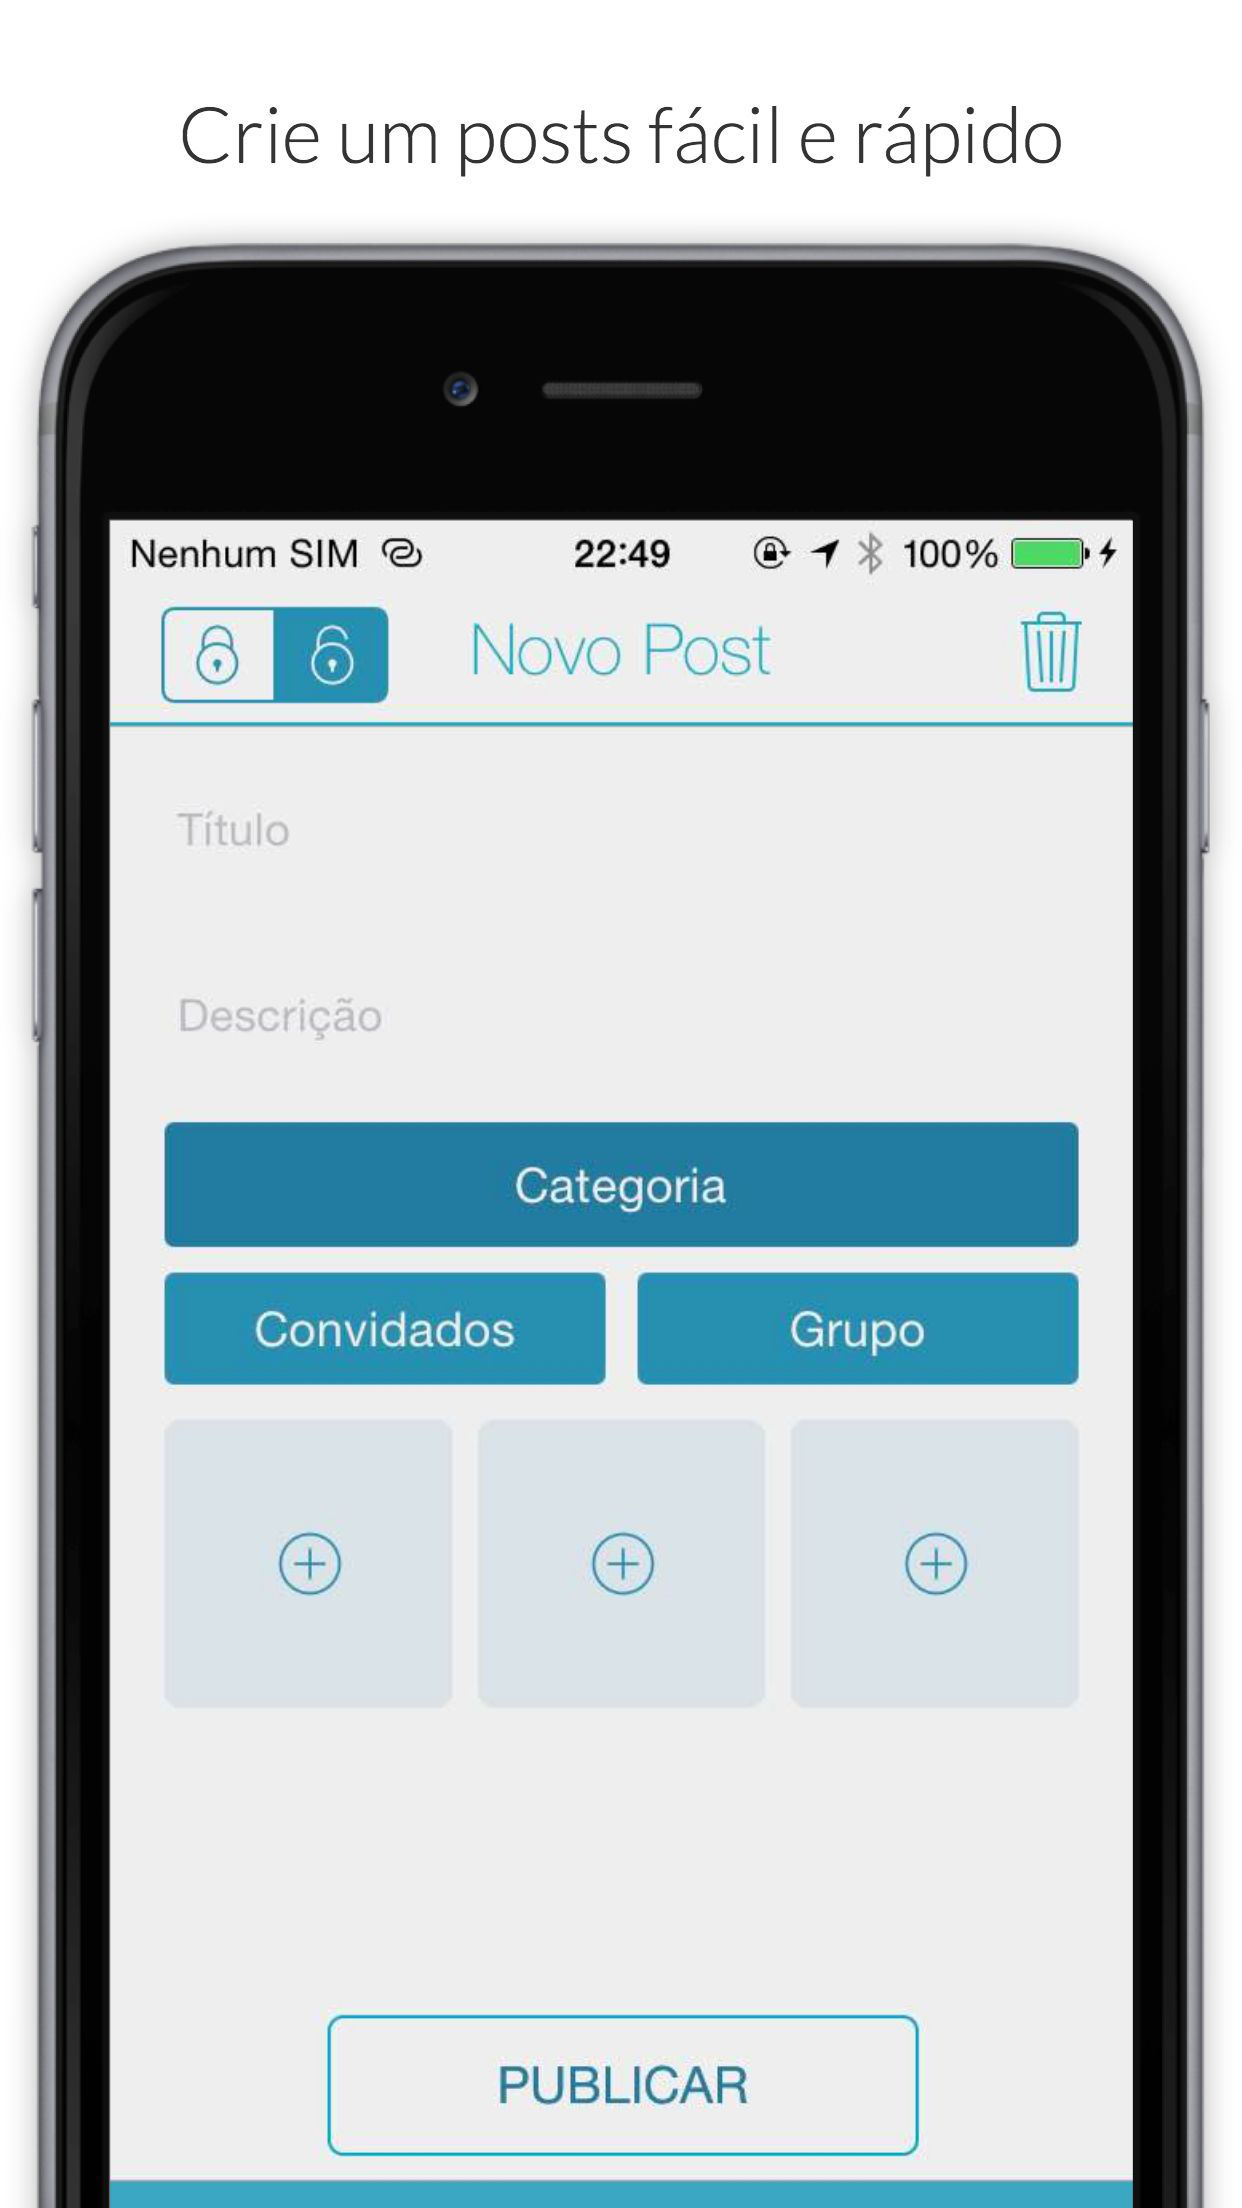 Crie um posts fácil e rápido
Nenhum SIM 22:49 100%
Novo Post
Título
Descrição
Categoria
Convidados Grupo
PUBLICAR